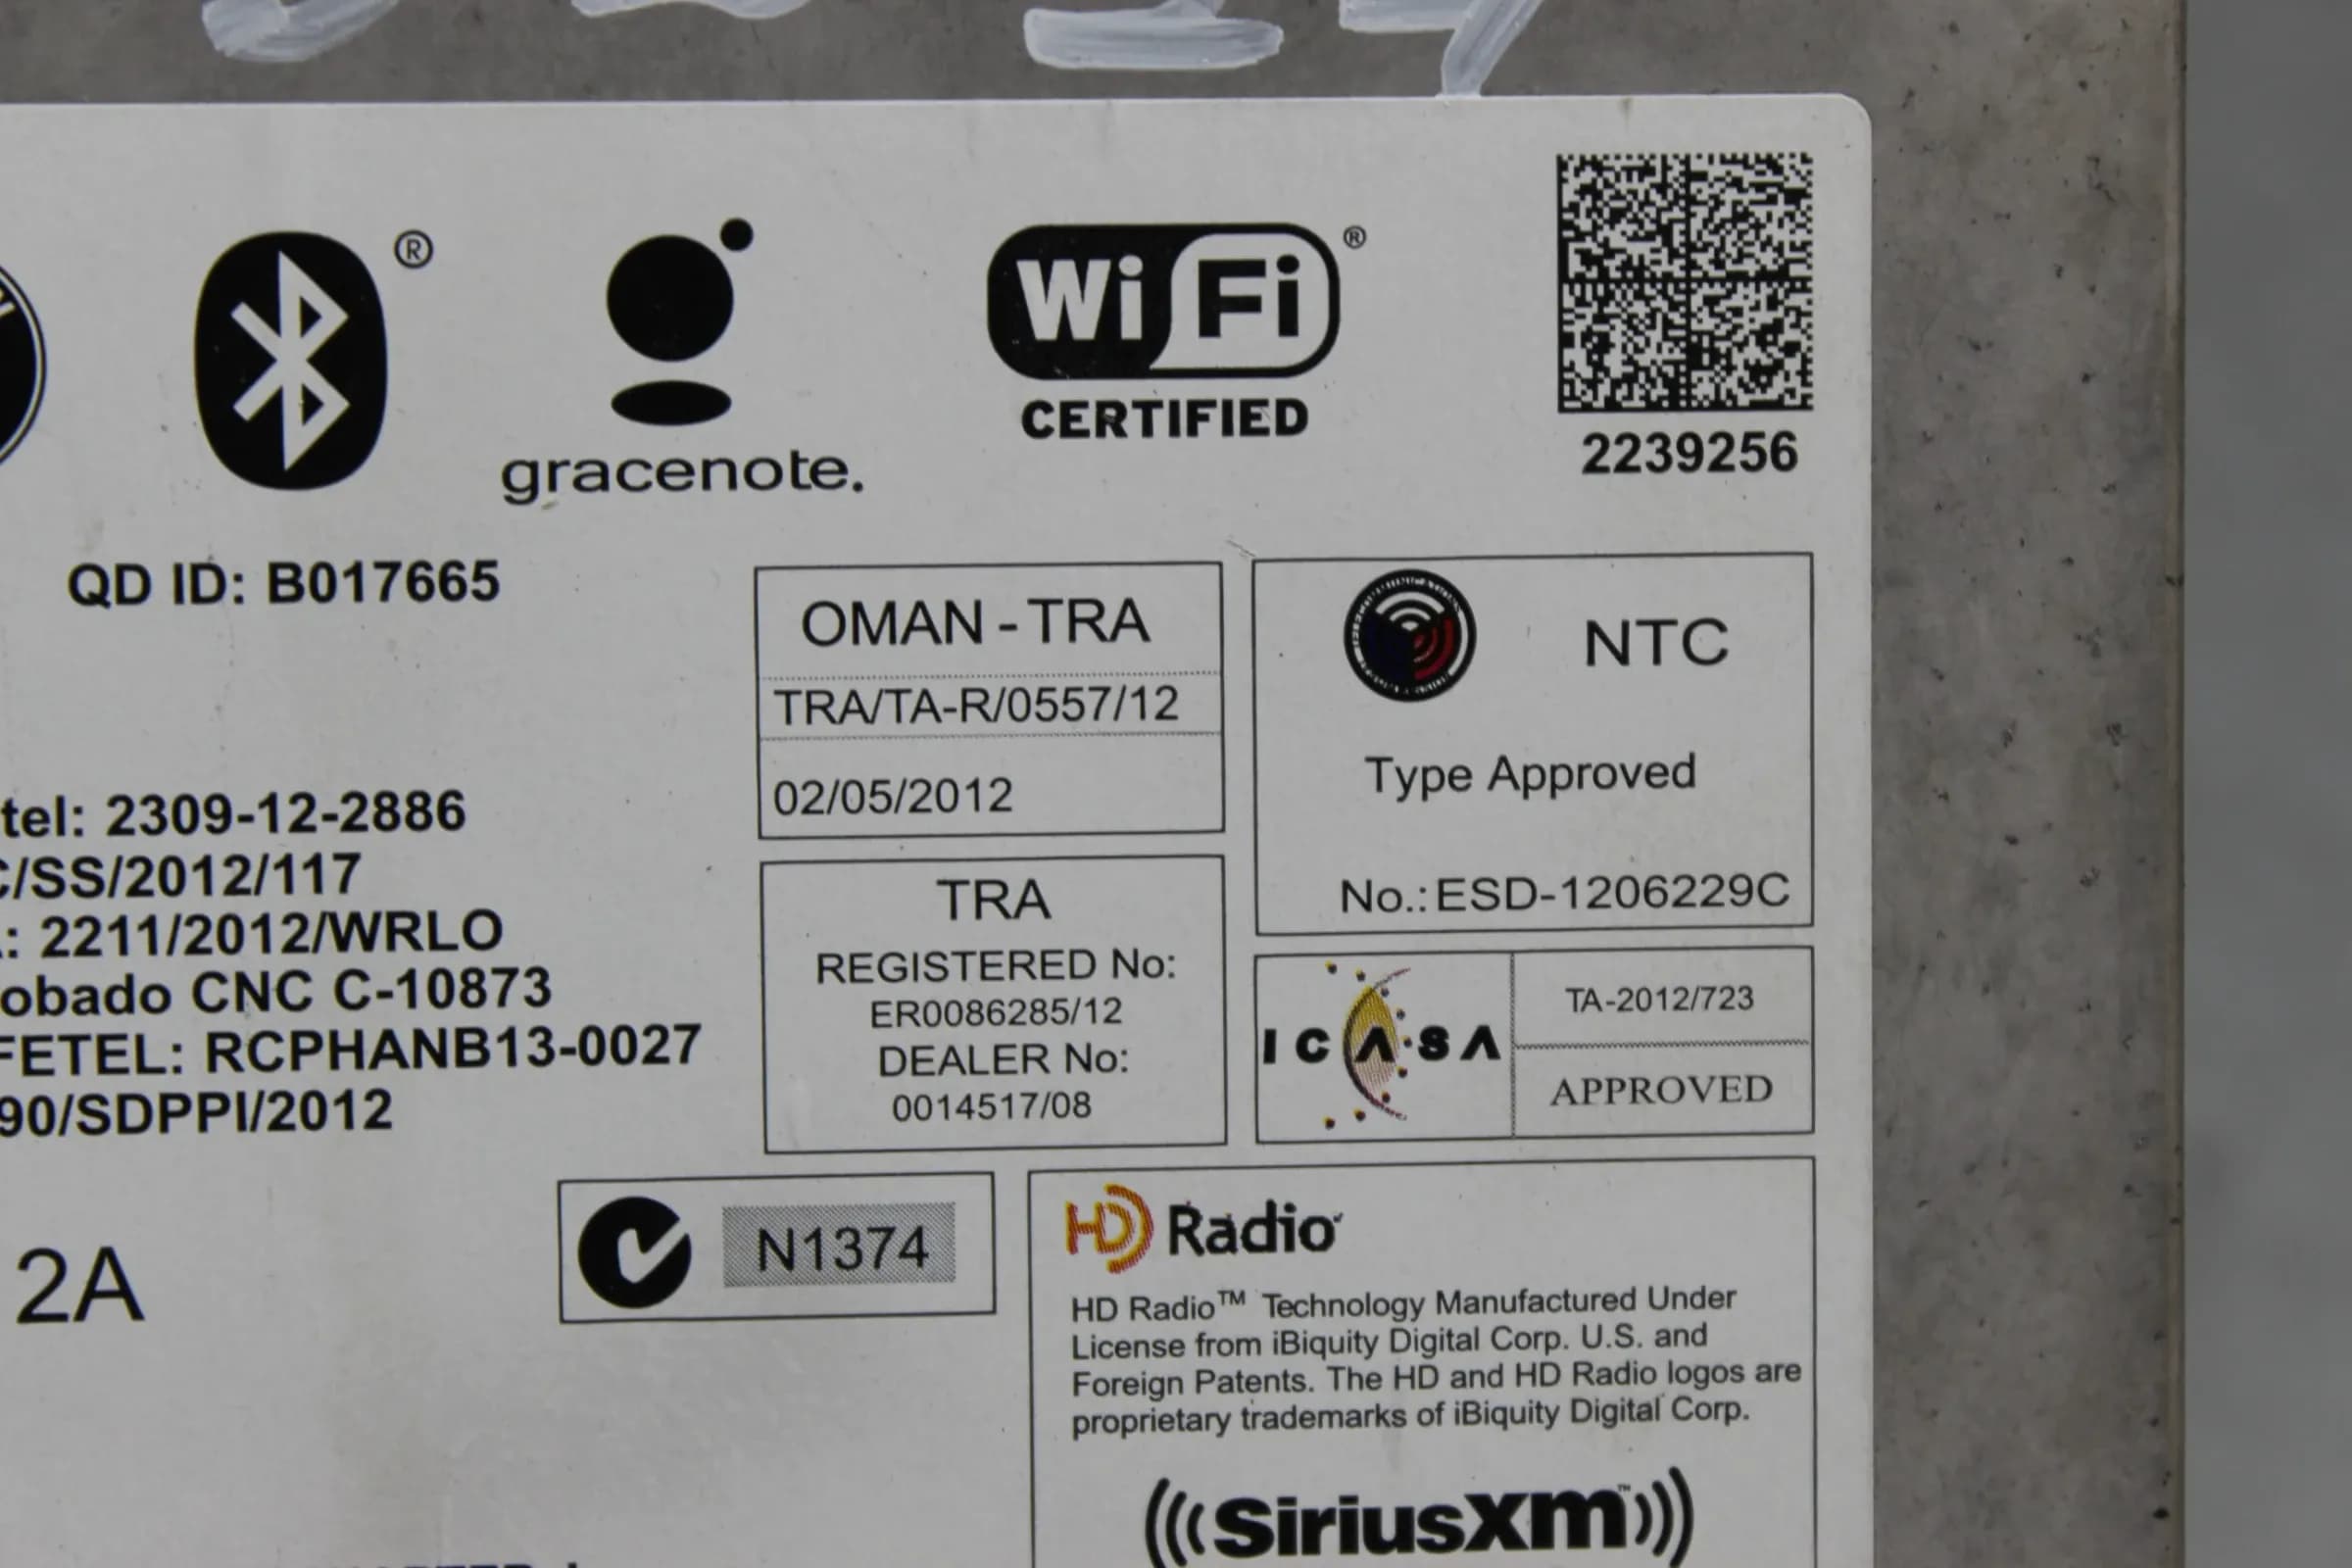 ®
gracenote.
WiFi ®
CERTIFIED
2239256
QD ID: B017665
OMAN - TRA
TRA/TA-R/0557/12
02/05/2012
NTC
Type Approved
No.: ESD-1206229C
tel: 2309-12-2886
C/SS/2012/117
: 2211/2012/WRLO
obado CNC C-10873
FETEL: RCPHANB13-0027
90/SDPPI/2012
TRA
REGISTERED No:
ER0086285/12
DEALER No:
0014517/08
ICASA
TA-2012/723
APPROVED
2A
N1374
HD Radio
HD Radio™ Technology Manufactured Under
License from iBiquity Digital Corp. U.S. and
Foreign Patents. The HD and HD Radio logos are
proprietary trademarks of iBiquity Digital Corp.
SiriusXm